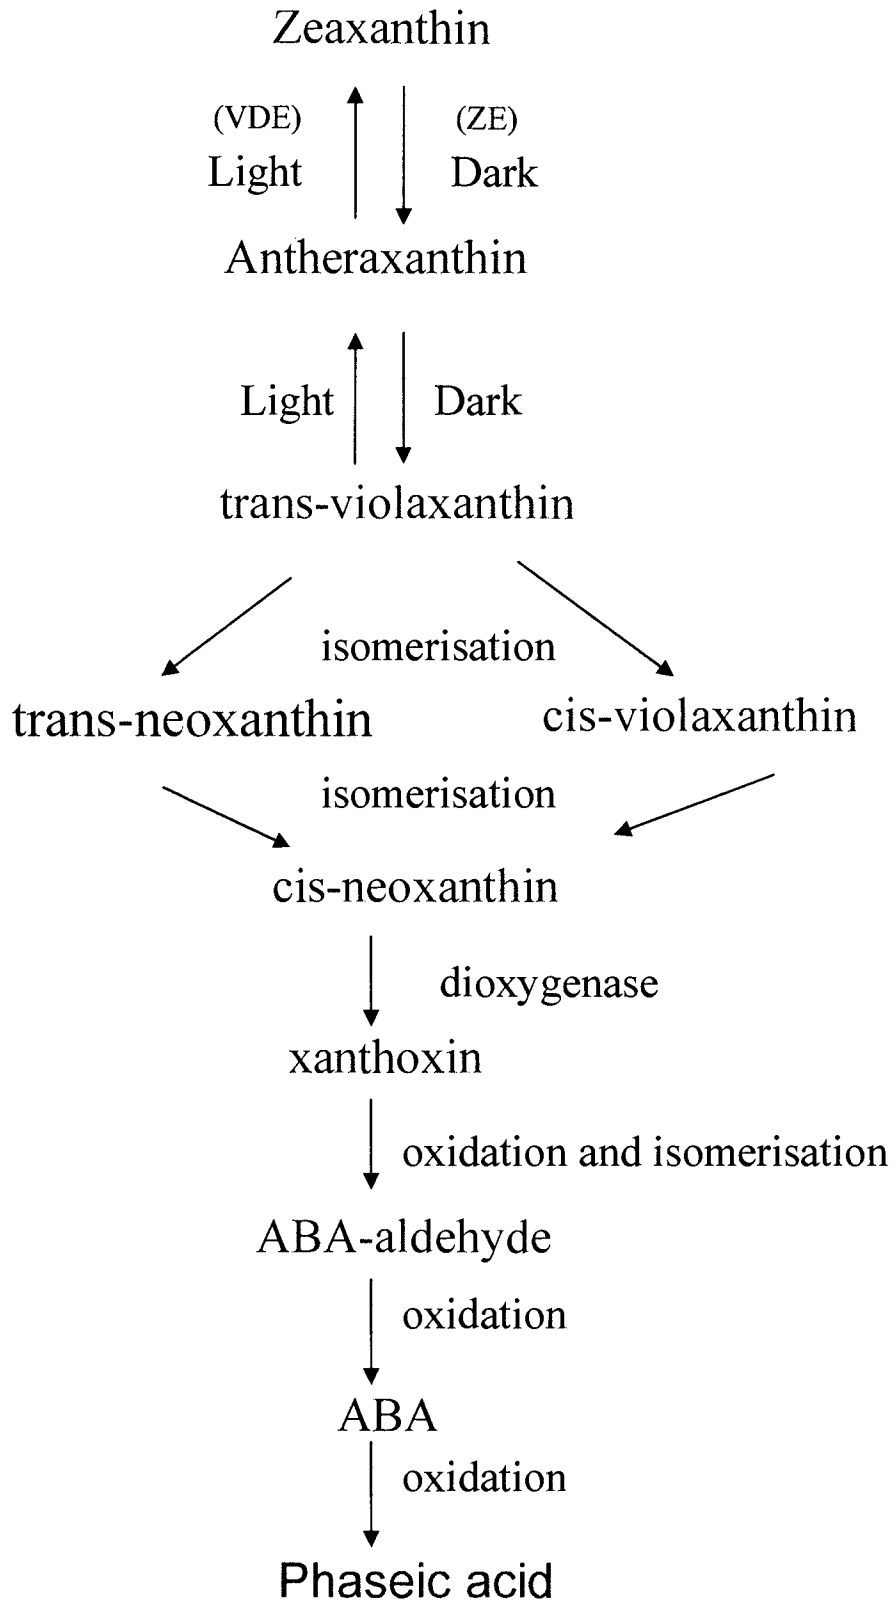 Zeaxanthin
(VDE) (ZE)
Light Dark
Antheraxanthin
Light Dark
trans-violaxanthin
isomerisation
trans-neoxanthin cis-violaxanthin
isomerisation
cis-neoxanthin
dioxygenase
xanthoxin
oxidation and isomerisation
ABA-aldehyde
oxidation
ABA
oxidation
Phaseic acid